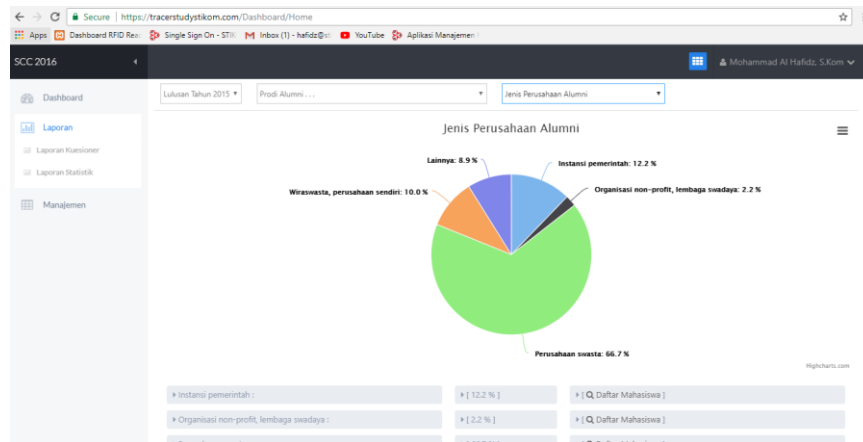 Secure | https://tracerstudystikom.com/Dashboard/Home
Apps Dashboard RFID Rea Single Sign On - STIK M Inbox (1) - hafidz@st YouTube Aplikasi Manajemen
SCC 2016 Mohammad Al Hafidz, S.Kom
Dashboard
Laporan
Laporan Kuesioner
Laporan Statistik
Manajemen
Lulusan Tahun 2015 Prodi Alumni . . . Jenis Perusahaan Alumni
Jenis Perusahaan Alumni
Lainnya: 8.9 %
Instansi pemerintah: 12.2 %
Wiraswasta, perusahaan sendiri: 10.0 %
Organisasi non-profit, lembaga swadaya: 2.2 %
Perusahaan swasta: 66.7 %
Highcharts.com
Instansi pemerintah : [ 12.2 % ] [ Daftar Mahasiswa ]
Organisasi non-profit, lembaga swadaya : [ 2.2 % ] [ Daftar Mahasiswa ]